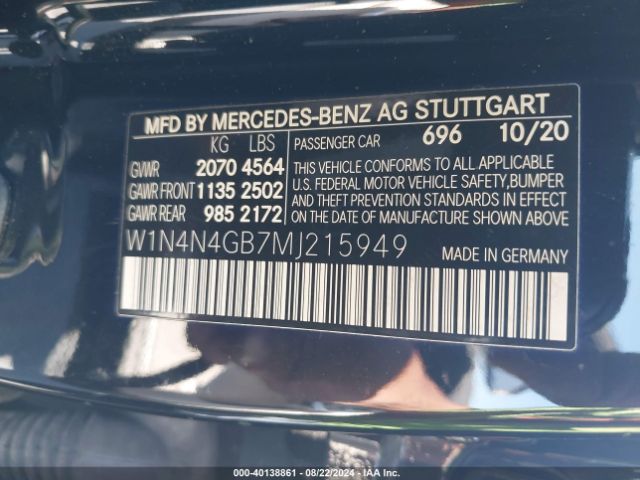 MFD BY MERCEDES-BENZ AG STUTTGART
KG LBS PASSENGER CAR 696 10/20
GVWR 2070 4564
GAWR FRONT 1135 2502
GAWR REAR 985 2172
THIS VEHICLE CONFORMS TO ALL APPLICABLE
U.S. FEDERAL MOTOR VEHICLE SAFETY,BUMPER
AND THEFT PREVENTION STANDARDS IN EFFECT
ON THE DATE OF MANUFACTURE SHOWN ABOVE.
W1N4N4GB7MJ215949 MADE IN GERMANY
000-40138861 - 08/22/2024 - IAA Inc.